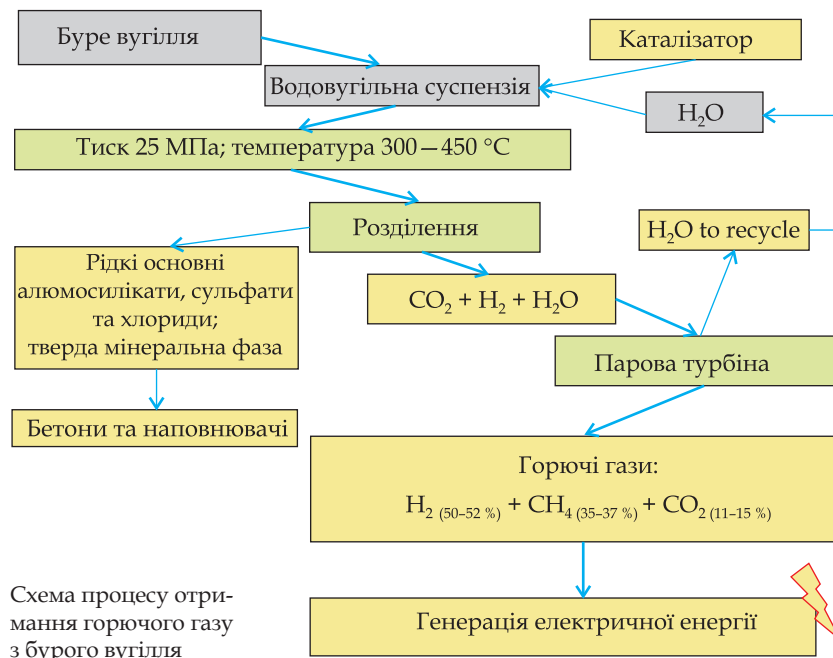 Буре вугілля
Каталізатор
Водовугільна суспензія
H₂O
Тиск 25 МПа; температура 300—450 °C
Розділення
H₂O to recycle
Рідкі основні
алюмосилікати, сульфати
та хлориди;
тверда мінеральна фаза
CO₂ + H₂ + H₂O
Парова турбіна
Бетони та наповнювачі
Горючі гази:
H₂ (50–52 %) + CH₄ (35–37 %) + CO₂ (11–15 %)
Схема процесу отри-
мання горючого газу
з бурого вугілля
Генерація електричної енергії